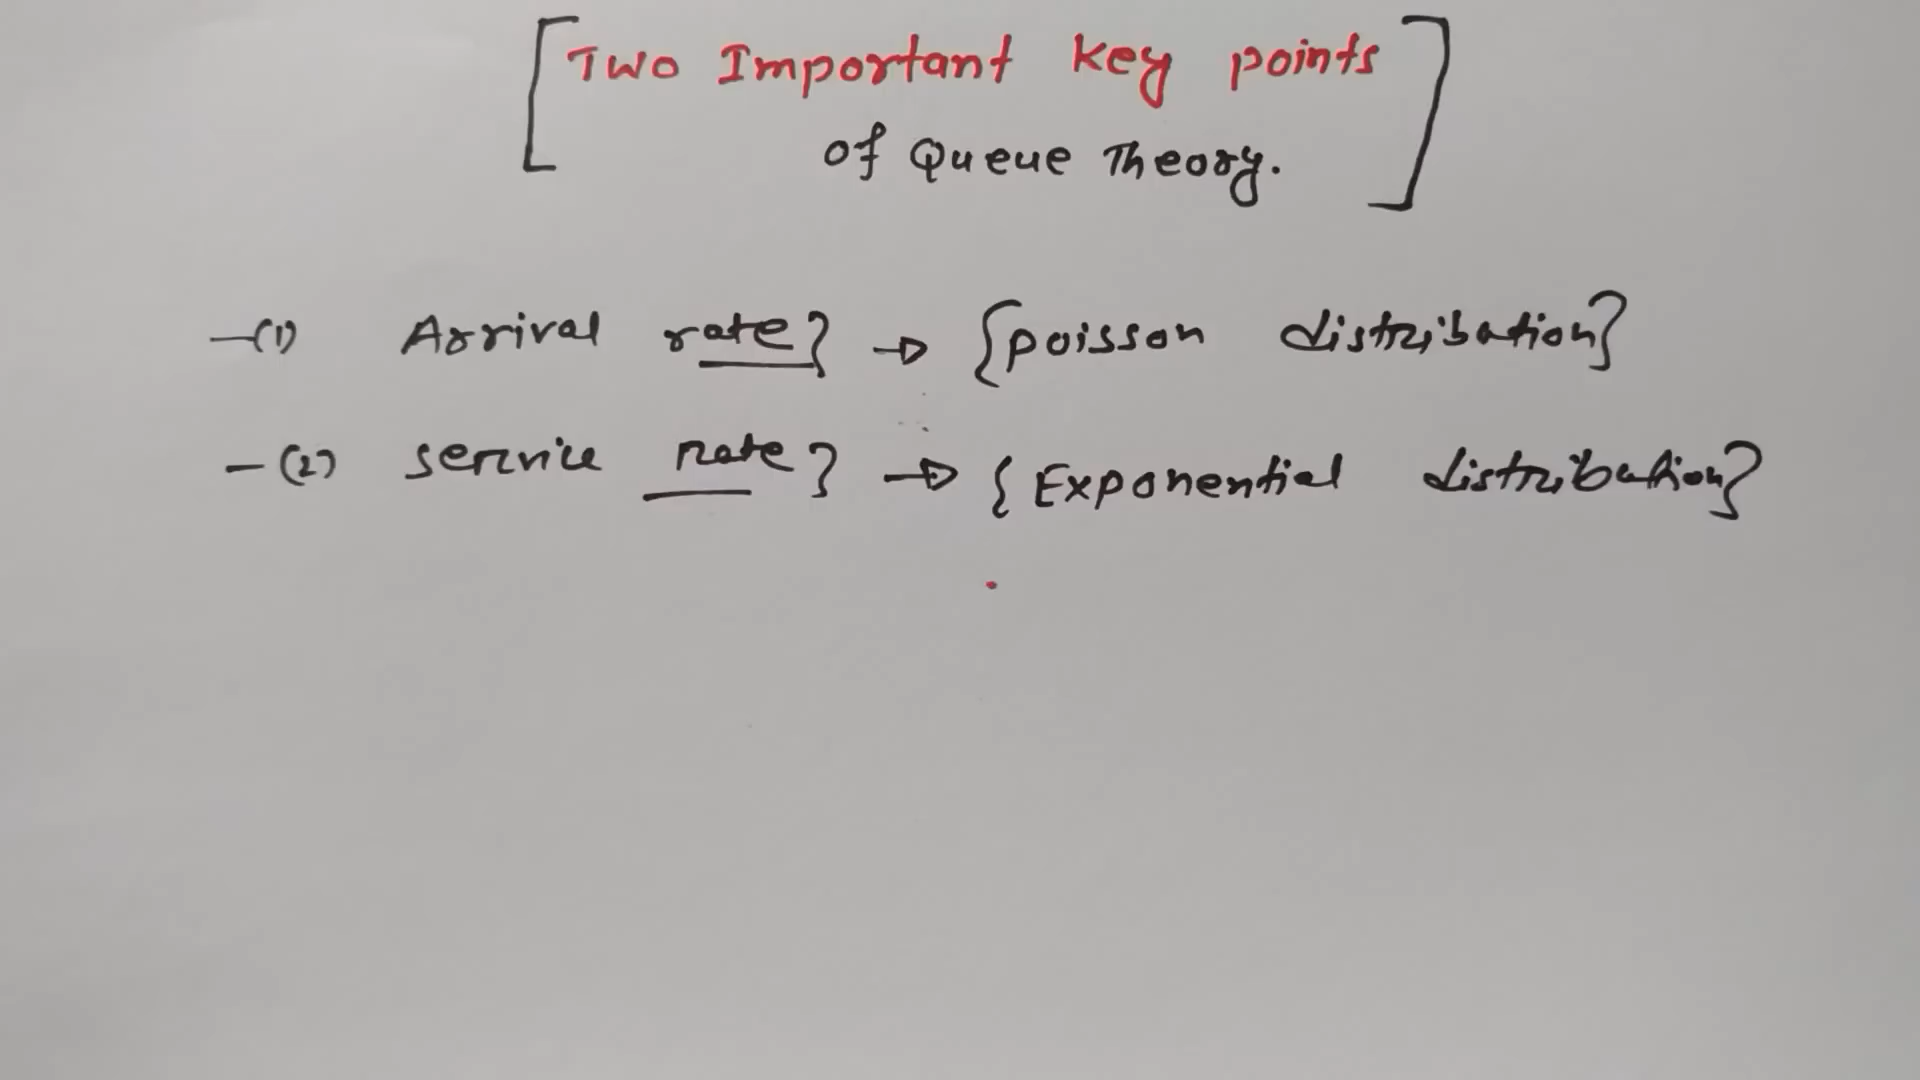 [Two Important key points
of Queue Theory.]
-(1) Arrival rate} → {poisson distribution}
-(2) service rate} → {Exponential distribution}